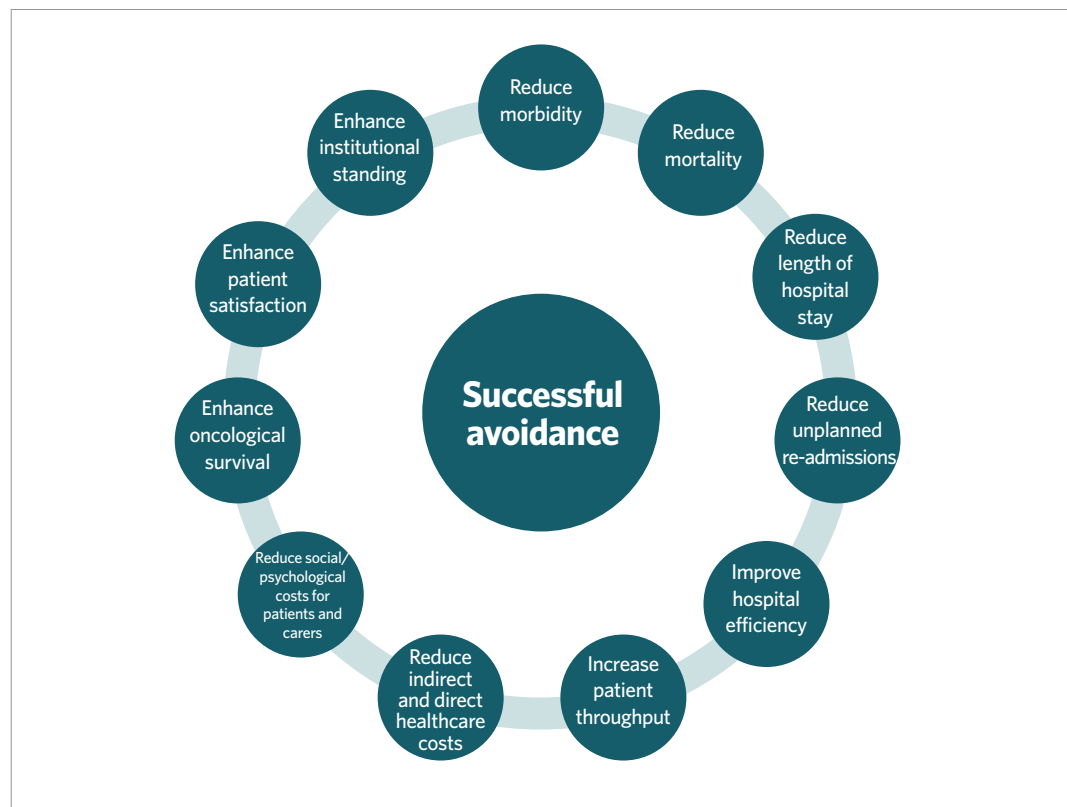 Reduce
morbidity
Reduce
mortality
Reduce
length of
hospital
stay
Reduce
unplanned
re-admissions
Improve
hospital
efficiency
Increase
patient
throughput
Reduce
indirect
and direct
healthcare
costs
Reduce social/
psychological
costs for
patients and
carers
Enhance
oncological
survival
Enhance
patient
satisfaction
Enhance
institutional
standing
Successful
avoidance